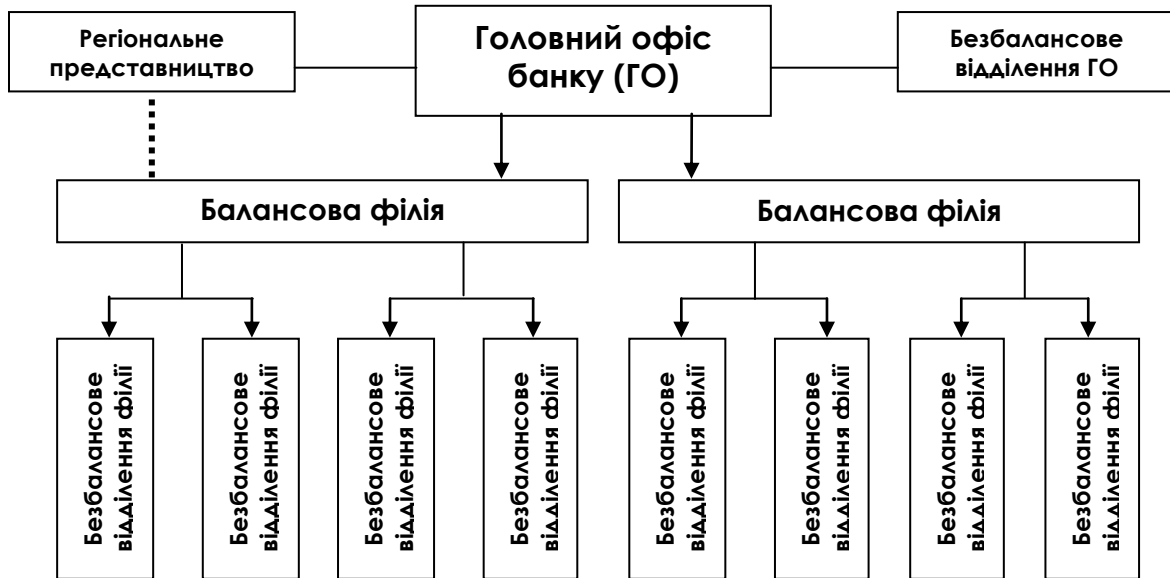 Регіональне
представництво
Головний офіс
банку (ГО)
Безбалансове
відділення ГО
Балансова філія
Балансова філія
Безбалансове
відділення філії
Безбалансове
відділення філії
Безбалансове
відділення філії
Безбалансове
відділення філії
Безбалансове
відділення філії
Безбалансове
відділення філії
Безбалансове
відділення філії
Безбалансове
відділення філії